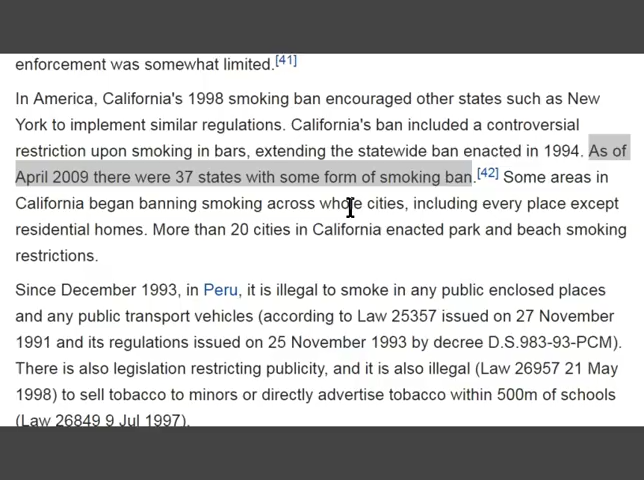 enforcement was somewhat limited.[41]
In America, California's 1998 smoking ban encouraged other states such as New
York to implement similar regulations. California's ban included a controversial
restriction upon smoking in bars, extending the statewide ban enacted in 1994. As of
April 2009 there were 37 states with some form of smoking ban.[42] Some areas in
California began banning smoking across whole cities, including every place except
residential homes. More than 20 cities in California enacted park and beach smoking
restrictions.
Since December 1993, in Peru, it is illegal to smoke in any public enclosed places
and any public transport vehicles (according to Law 25357 issued on 27 November
1991 and its regulations issued on 25 November 1993 by decree D.S.983-93-PCM).
There is also legislation restricting publicity, and it is also illegal (Law 26957 21 May
1998) to sell tobacco to minors or directly advertise tobacco within 500m of schools
(Law 26849 9 Jul 1997).